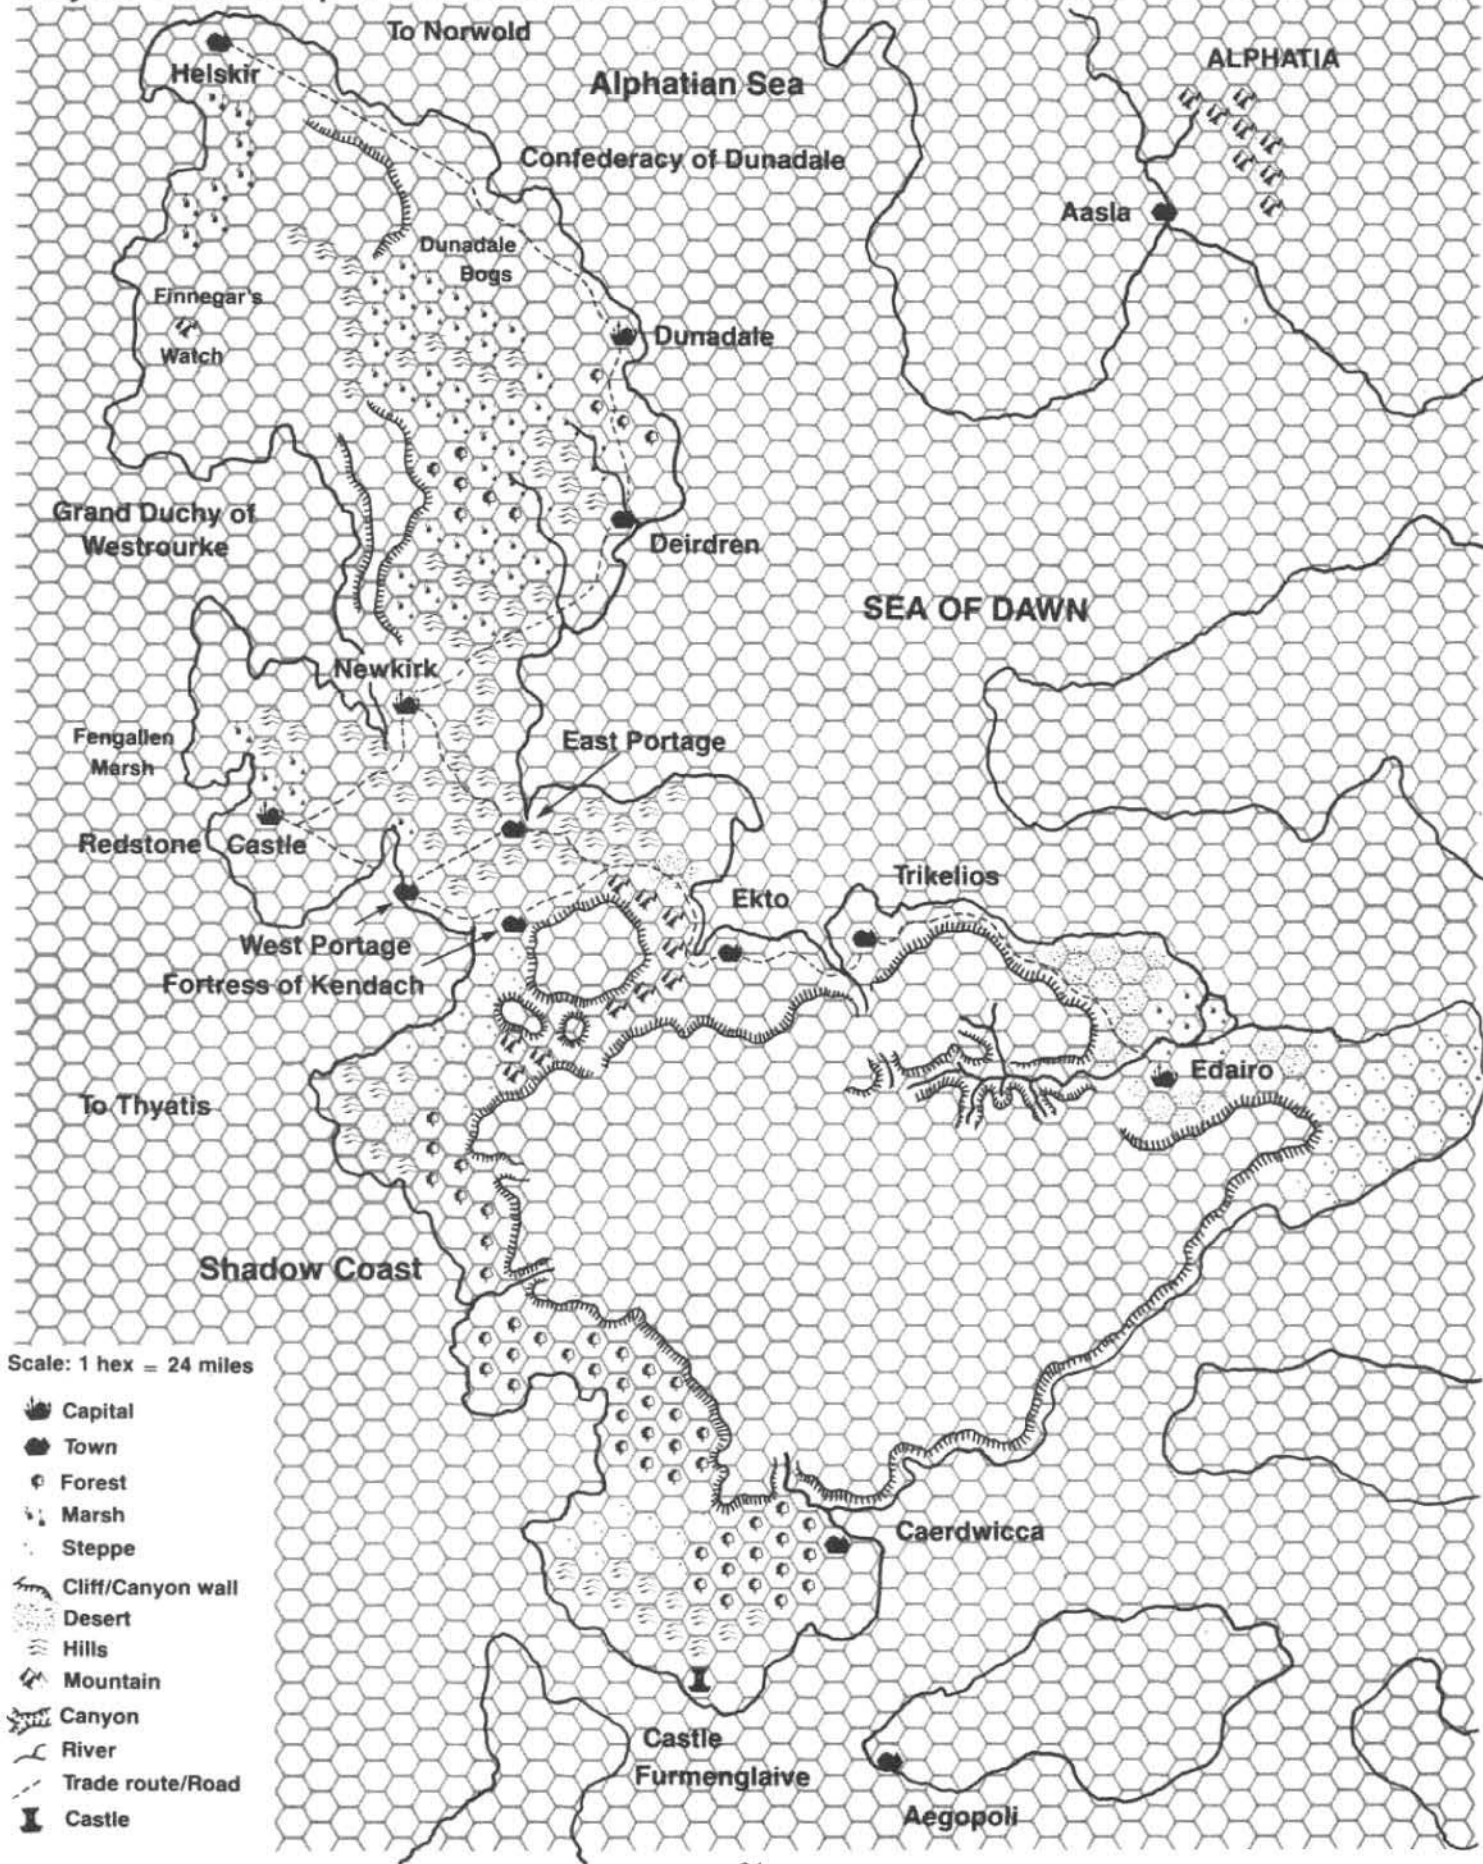 To Norwold
Helskir
ALPHATIA
Alphatian Sea
Confederacy of Dunadale
Aasla
Dunadale
Bogs
Finnegar's
Watch
Dunadale
Grand Duchy of
Westrourke
Deirdren
SEA OF DAWN
Newkirk
Fengallen
Marsh
East Portage
Redstone Castle
Trikelios
Ekto
West Portage
Fortress of Kendach
Edairo
To Thyatis
Shadow Coast
Scale: 1 hex = 24 miles
Capital
Town
Forest
Marsh
Steppe
Cliff/Canyon wall
Desert
Hills
Mountain
Canyon
River
Trade route/Road
Castle
Caerdwicca
Castle
Furmenglaive
Aegopoli